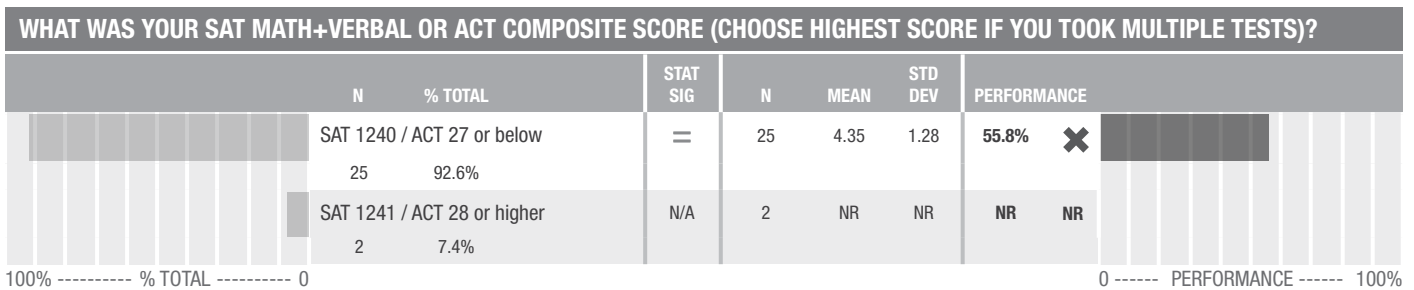 WHAT WAS YOUR SAT MATH+VERBAL OR ACT COMPOSITE SCORE (CHOOSE HIGHEST SCORE IF YOU TOOK MULTIPLE TESTS)?
N % TOTAL STAT SIG N MEAN STD DEV PERFORMANCE
SAT 1240 / ACT 27 or below = 25 4.35 1.28 55.8% ✖
25 92.6%
SAT 1241 / ACT 28 or higher N/A 2 NR NR NR NR
2 7.4%
100% ---------- % TOTAL ---------- 0 0 ------ PERFORMANCE ------ 100%